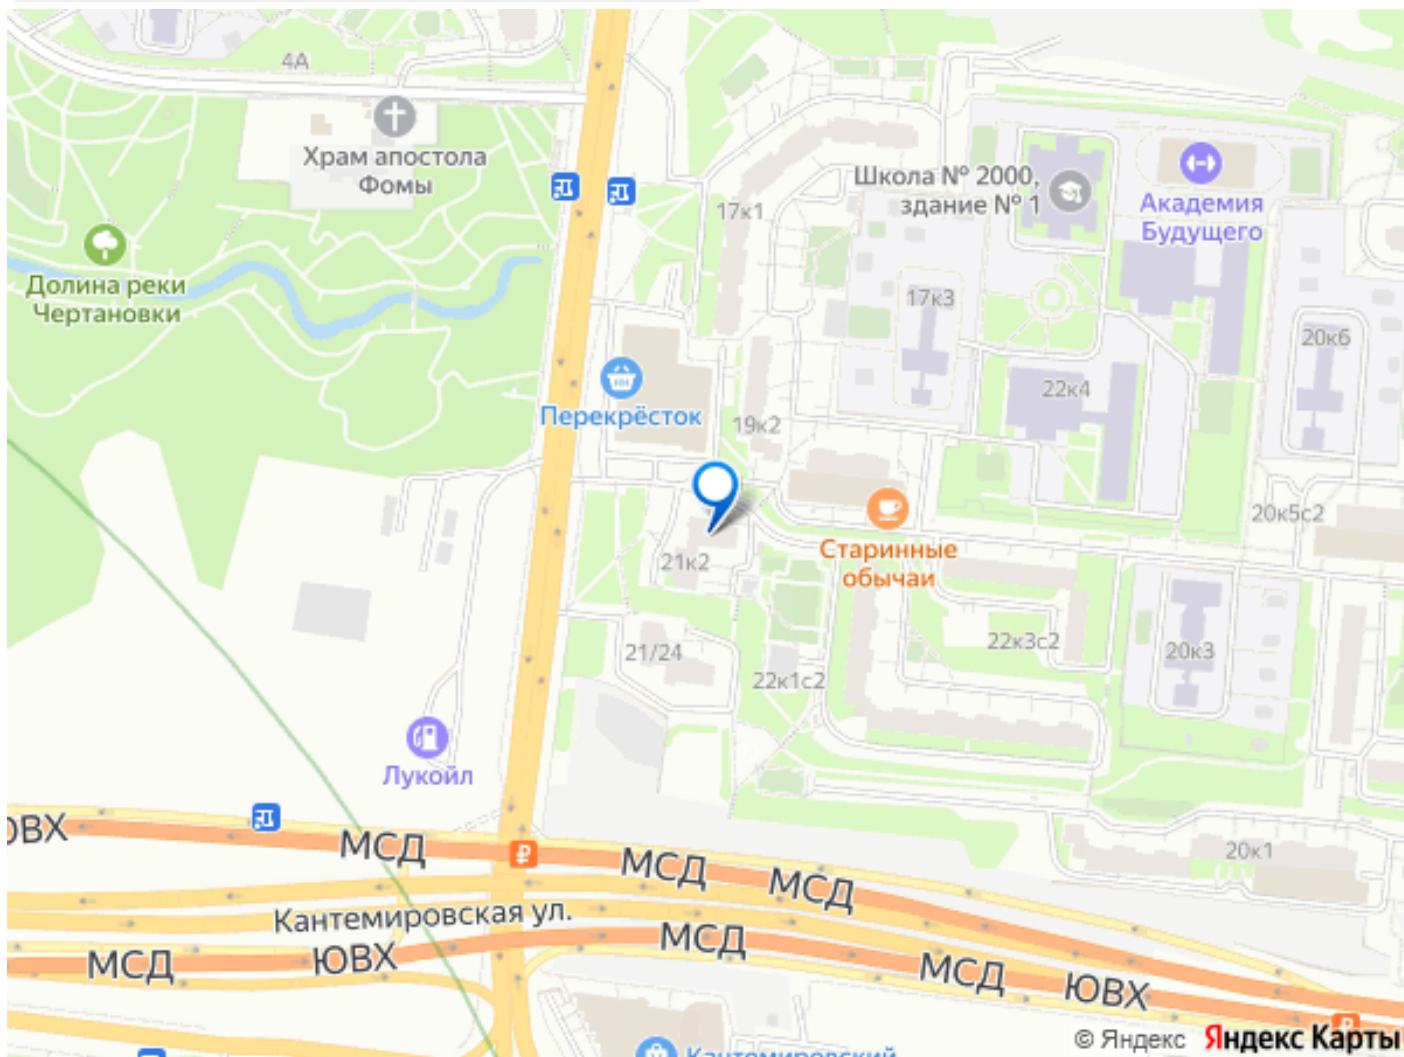 4А
Храм апостола
Фомы
Школа № 2000,
здание № 1
Академия
Будущего
17к1
Долина реки
Чертановки
17к3
20к6
Перекрёсток
22к4
19к2
20к5с2
Старинные
обычаи
21к2
21/24
22к3с2
20к3
22к1с2
Лукойл
ЮВХ
МСД
МСД
МСД
20к1
Кантемировская ул.
МСД
ЮВХ
МСД
МСД
ЮВХ
Кантемировский
© Яндекс Яндекс Карты